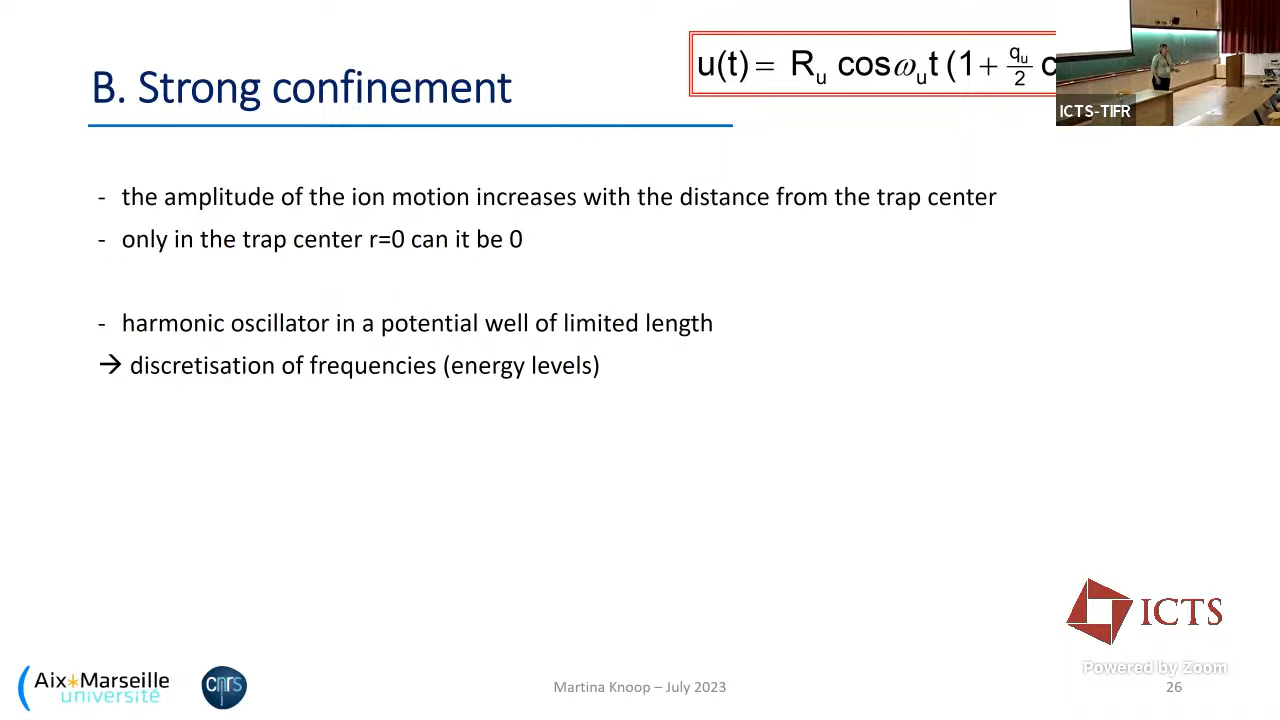 B. Strong confinement
u(t) = R_u cosω_u t (1 + q_u/2 c
ICTS-TIFR
- the amplitude of the ion motion increases with the distance from the trap center
- only in the trap center r=0 can it be 0
- harmonic oscillator in a potential well of limited length
→ discretisation of frequencies (energy levels)
ICTS
Powered by Zoom
Aix*Marseille
université
cnrs
Martina Knoop – July 2023
26